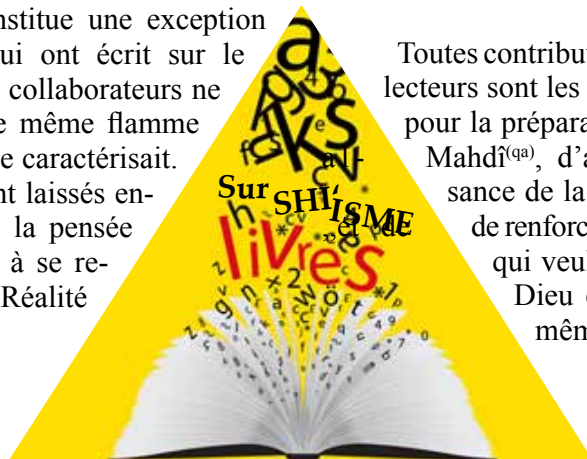 nstitue une exception
ui ont écrit sur le
collaborateurs ne
e même flamme
e caractérisait.
nt laissés en-
la pensée
à se re-
Réalité
Sur SHI'ISME
livres
Toutes contribut
lecteurs sont les
pour la prépara
Mahdî(qa), d'a
sance de la
de renforc
qui veul
Dieu
mêm